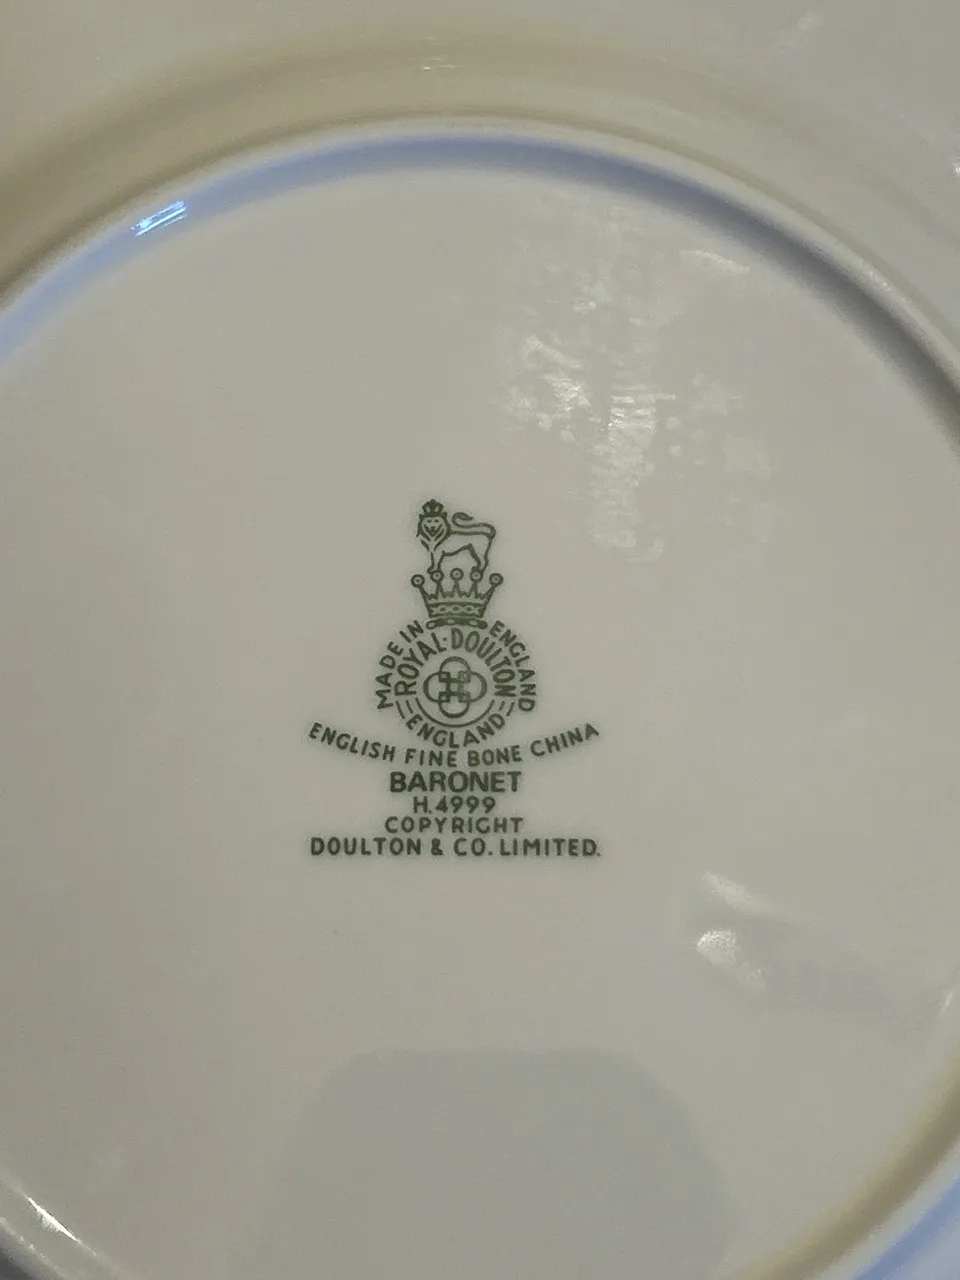 MADE IN ENGLAND
ROYAL·DOULTON
ENGLAND
ENGLISH FINE BONE CHINA
BARONET
H.4999
COPYRIGHT
DOULTON & CO. LIMITED.